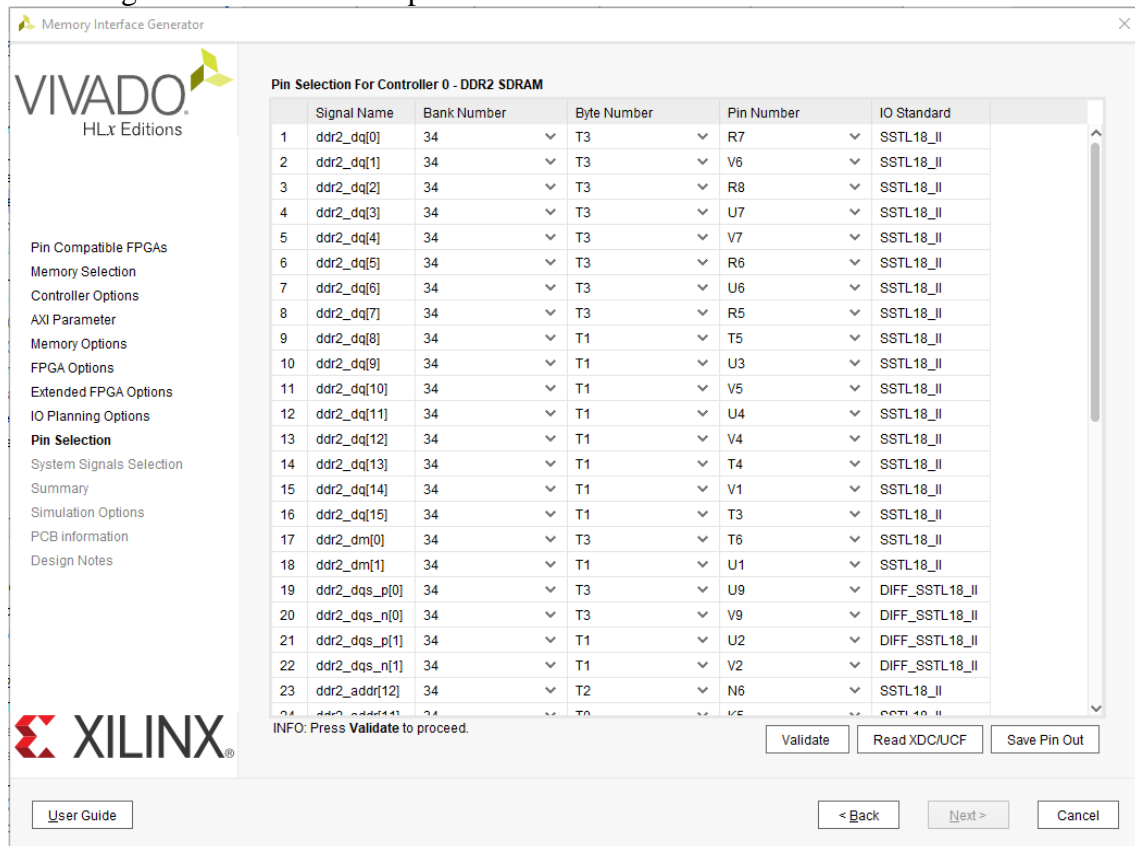 Memory Interface Generator
VIVADO.
HLx Editions
Pin Compatible FPGAs
Memory Selection
Controller Options
AXI Parameter
Memory Options
FPGA Options
Extended FPGA Options
IO Planning Options
Pin Selection
System Signals Selection
Summary
Simulation Options
PCB information
Design Notes
XILINX®
Pin Selection For Controller 0 - DDR2 SDRAM
Signal Name Bank Number Byte Number Pin Number IO Standard
1 ddr2_dq[0] 34 T3 R7 SSTL18_II
2 ddr2_dq[1] 34 T3 V6 SSTL18_II
3 ddr2_dq[2] 34 T3 R8 SSTL18_II
4 ddr2_dq[3] 34 T3 U7 SSTL18_II
5 ddr2_dq[4] 34 T3 V7 SSTL18_II
6 ddr2_dq[5] 34 T3 R6 SSTL18_II
7 ddr2_dq[6] 34 T3 U6 SSTL18_II
8 ddr2_dq[7] 34 T3 R5 SSTL18_II
9 ddr2_dq[8] 34 T1 T5 SSTL18_II
10 ddr2_dq[9] 34 T1 U3 SSTL18_II
11 ddr2_dq[10] 34 T1 V5 SSTL18_II
12 ddr2_dq[11] 34 T1 U4 SSTL18_II
13 ddr2_dq[12] 34 T1 V4 SSTL18_II
14 ddr2_dq[13] 34 T1 T4 SSTL18_II
15 ddr2_dq[14] 34 T1 V1 SSTL18_II
16 ddr2_dq[15] 34 T1 T3 SSTL18_II
17 ddr2_dm[0] 34 T3 T6 SSTL18_II
18 ddr2_dm[1] 34 T1 U1 SSTL18_II
19 ddr2_dqs_p[0] 34 T3 U9 DIFF_SSTL18_II
20 ddr2_dqs_n[0] 34 T3 V9 DIFF_SSTL18_II
21 ddr2_dqs_p[1] 34 T1 U2 DIFF_SSTL18_II
22 ddr2_dqs_n[1] 34 T1 V2 DIFF_SSTL18_II
23 ddr2_addr[12] 34 T2 N6 SSTL18_II
INFO: Press Validate to proceed.
Validate Read XDC/UCF Save Pin Out
User Guide < Back Next > Cancel